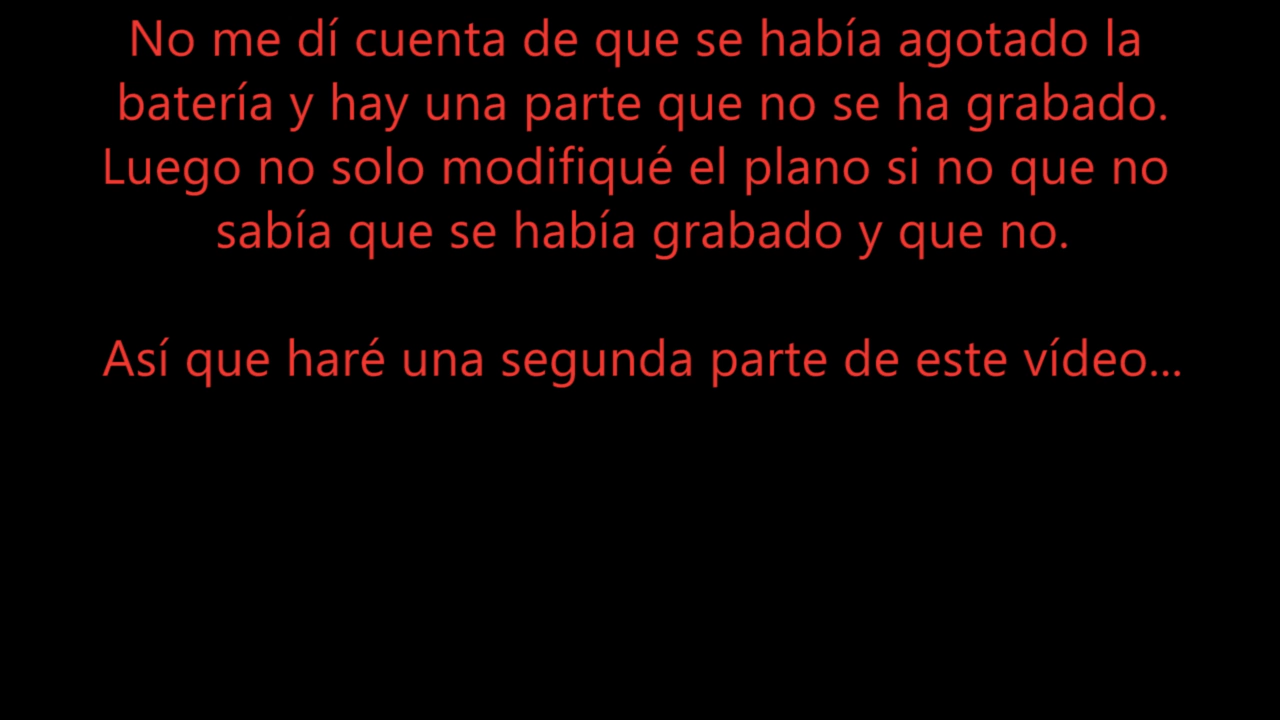 No me dí cuenta de que se había agotado la
batería y hay una parte que no se ha grabado.
Luego no solo modifiqué el plano si no que no
sabía que se había grabado y que no.
Así que haré una segunda parte de este vídeo...